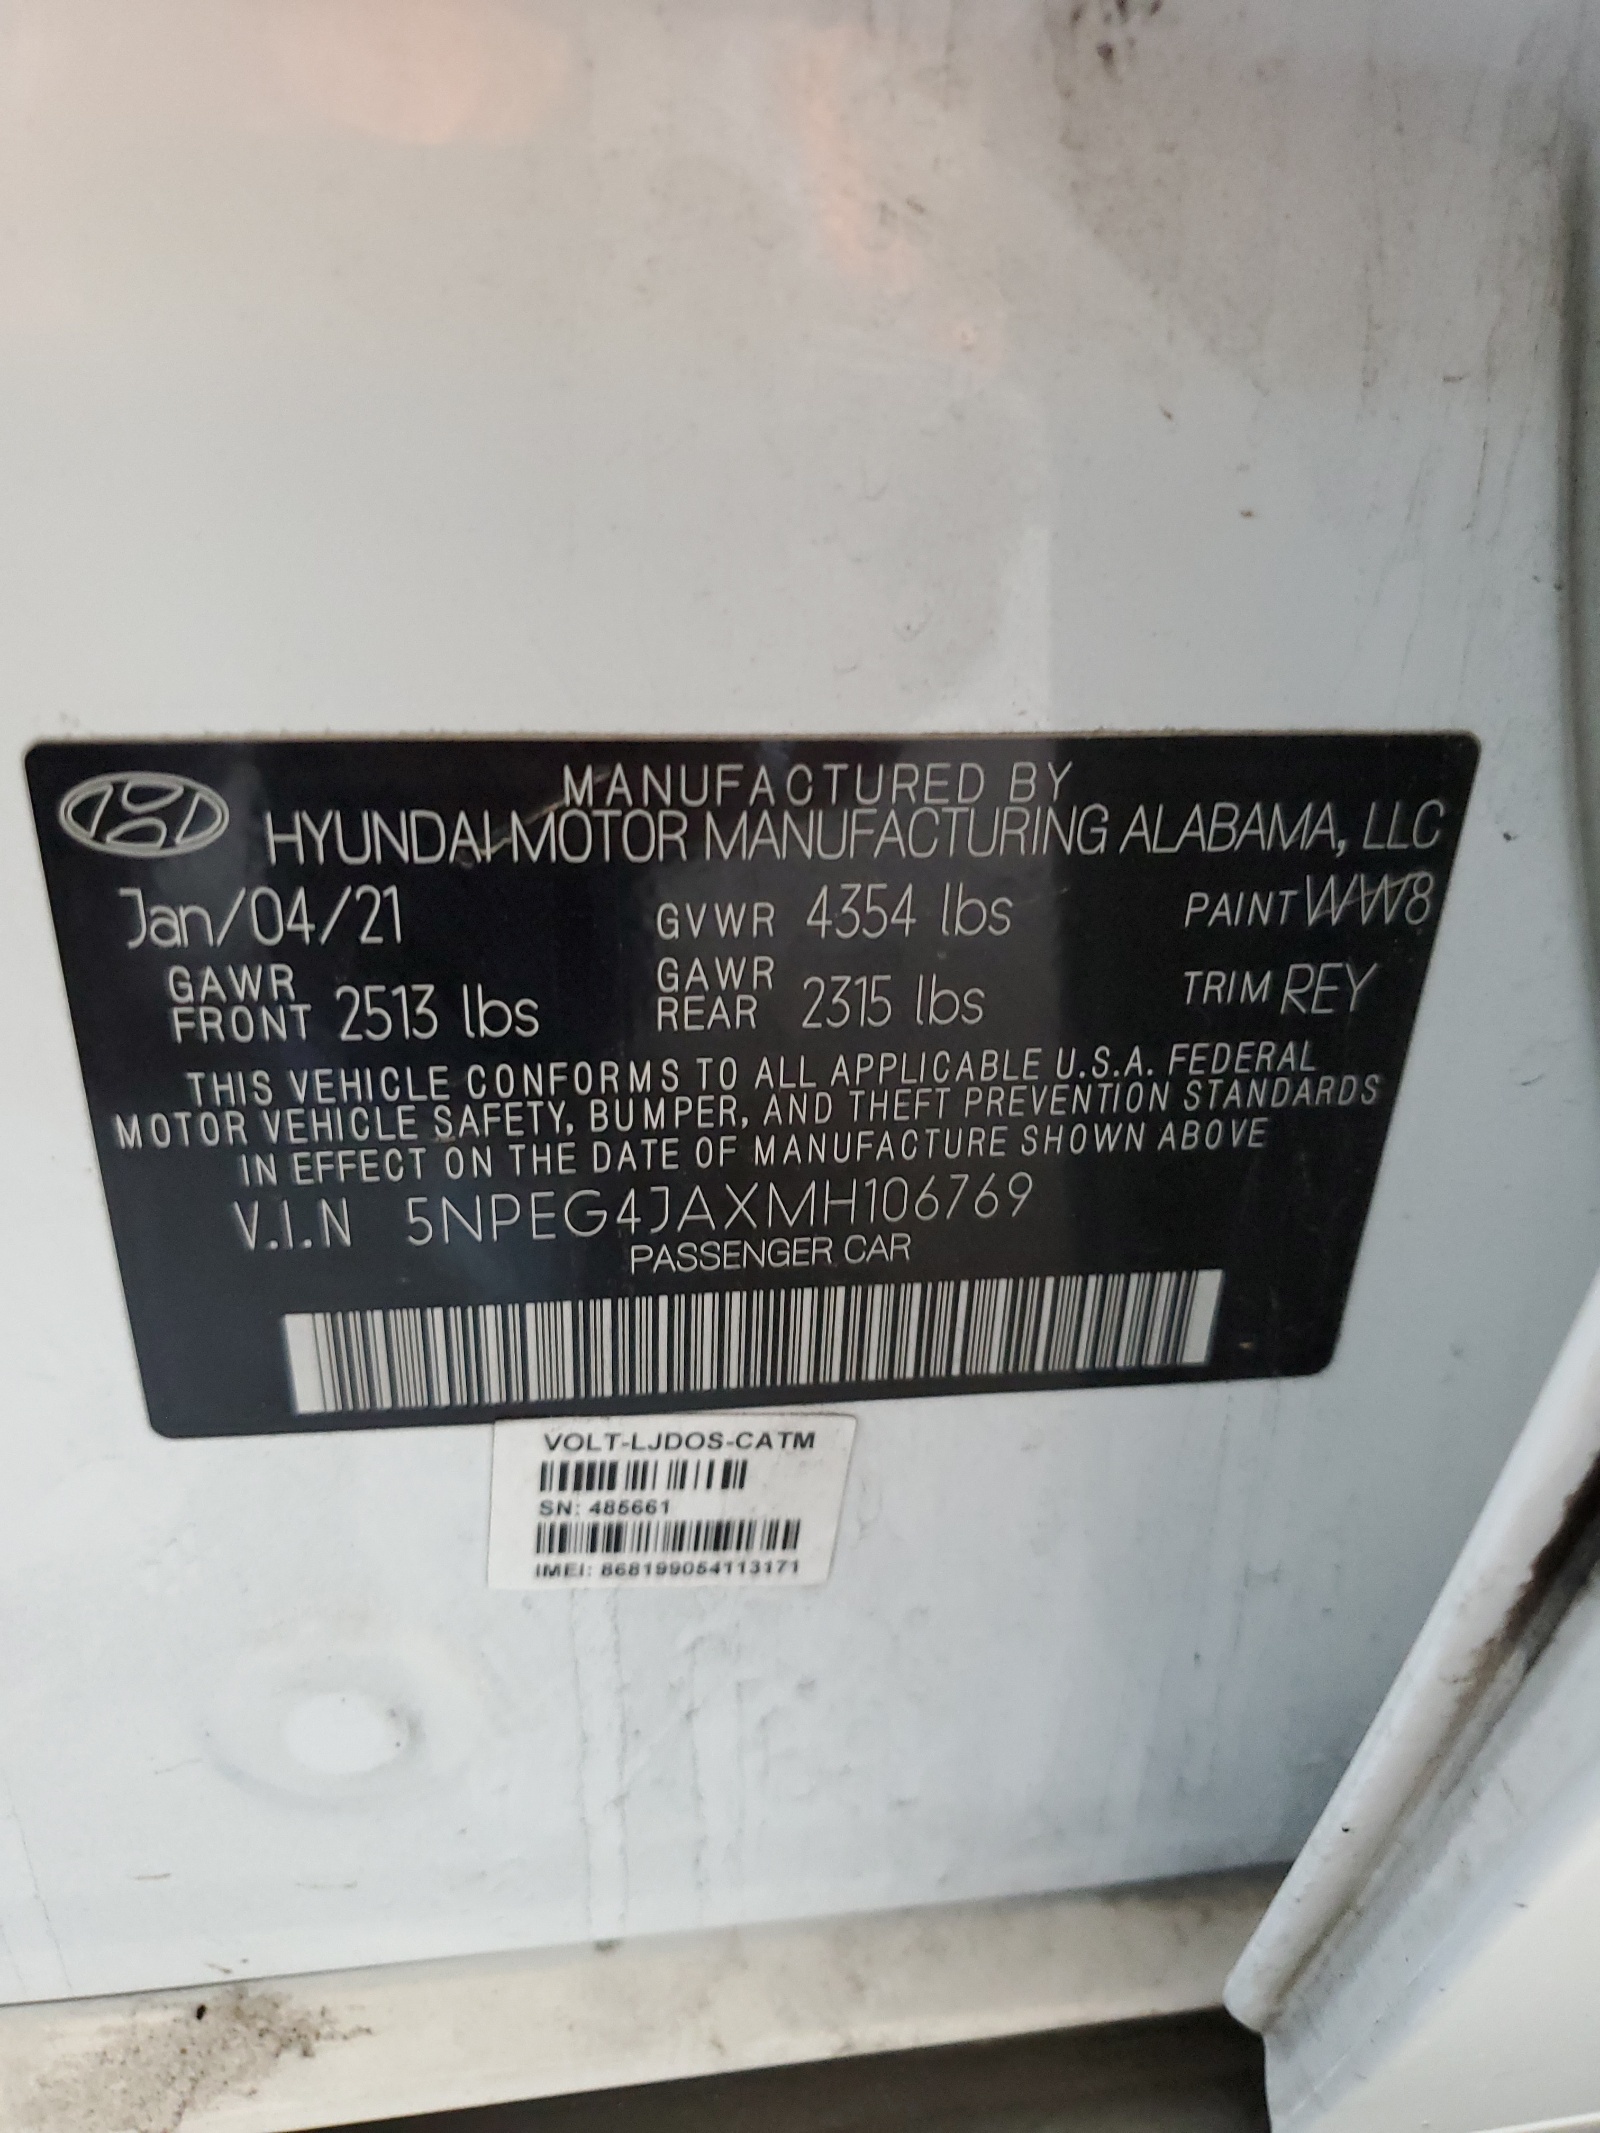 MANUFACTURED BY
HYUNDAI MOTOR MANUFACTURING ALABAMA, LLC
Jan/04/21 GVWR 4354 lbs PAINT WW8
GAWR FRONT 2513 lbs GAWR REAR 2315 lbs TRIM REY
THIS VEHICLE CONFORMS TO ALL APPLICABLE U.S.A. FEDERAL
MOTOR VEHICLE SAFETY, BUMPER, AND THEFT PREVENTION STANDARDS
IN EFFECT ON THE DATE OF MANUFACTURE SHOWN ABOVE
V.I.N 5NPEG4JAXMH106769
PASSENGER CAR
VOLT-LJDOS-CATM
SN: 485661
IMEI: 868199054113171